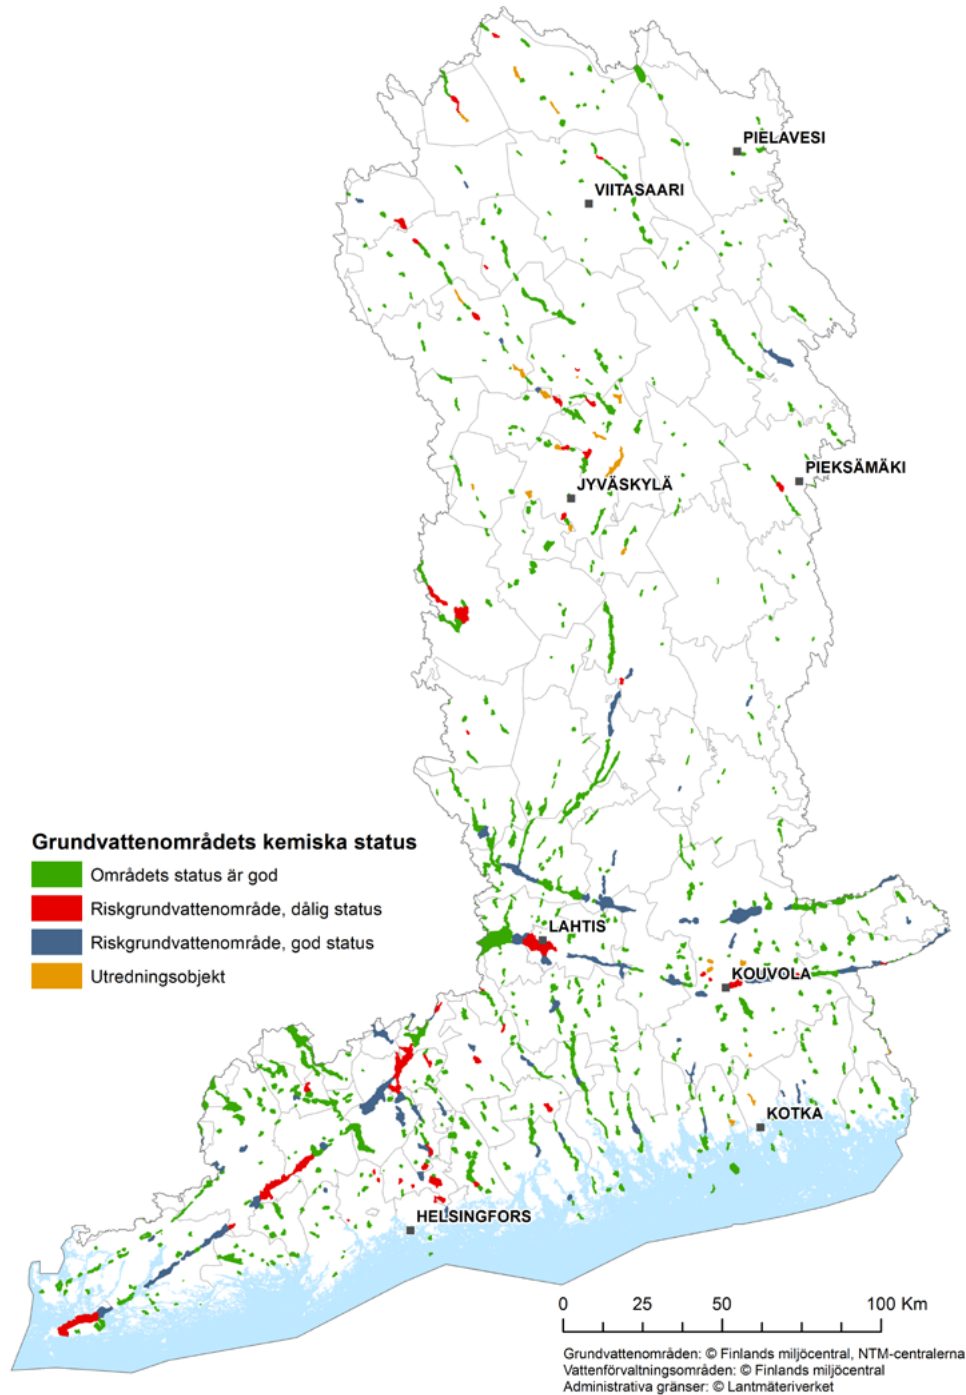 PIELAVESI
VIITASAARI
PIEKSÄMÄKI
JYVÄSKYLÄ
Grundvattenområdets kemiska status
Områdets status är god
Riskgrundvattenområde, dålig status
Riskgrundvattenområde, god status
Utredningsobjekt
LAHTIS
KOUVOLA
KOTKA
HELSINGFORS
0 25 50 100 Km
Grundvattenområden: © Finlands miljöcentral, NTM-centralerna
Vattenförvaltningsområden: © Finlands miljöcentral
Administrativa gränser: © Lantmäteriverket